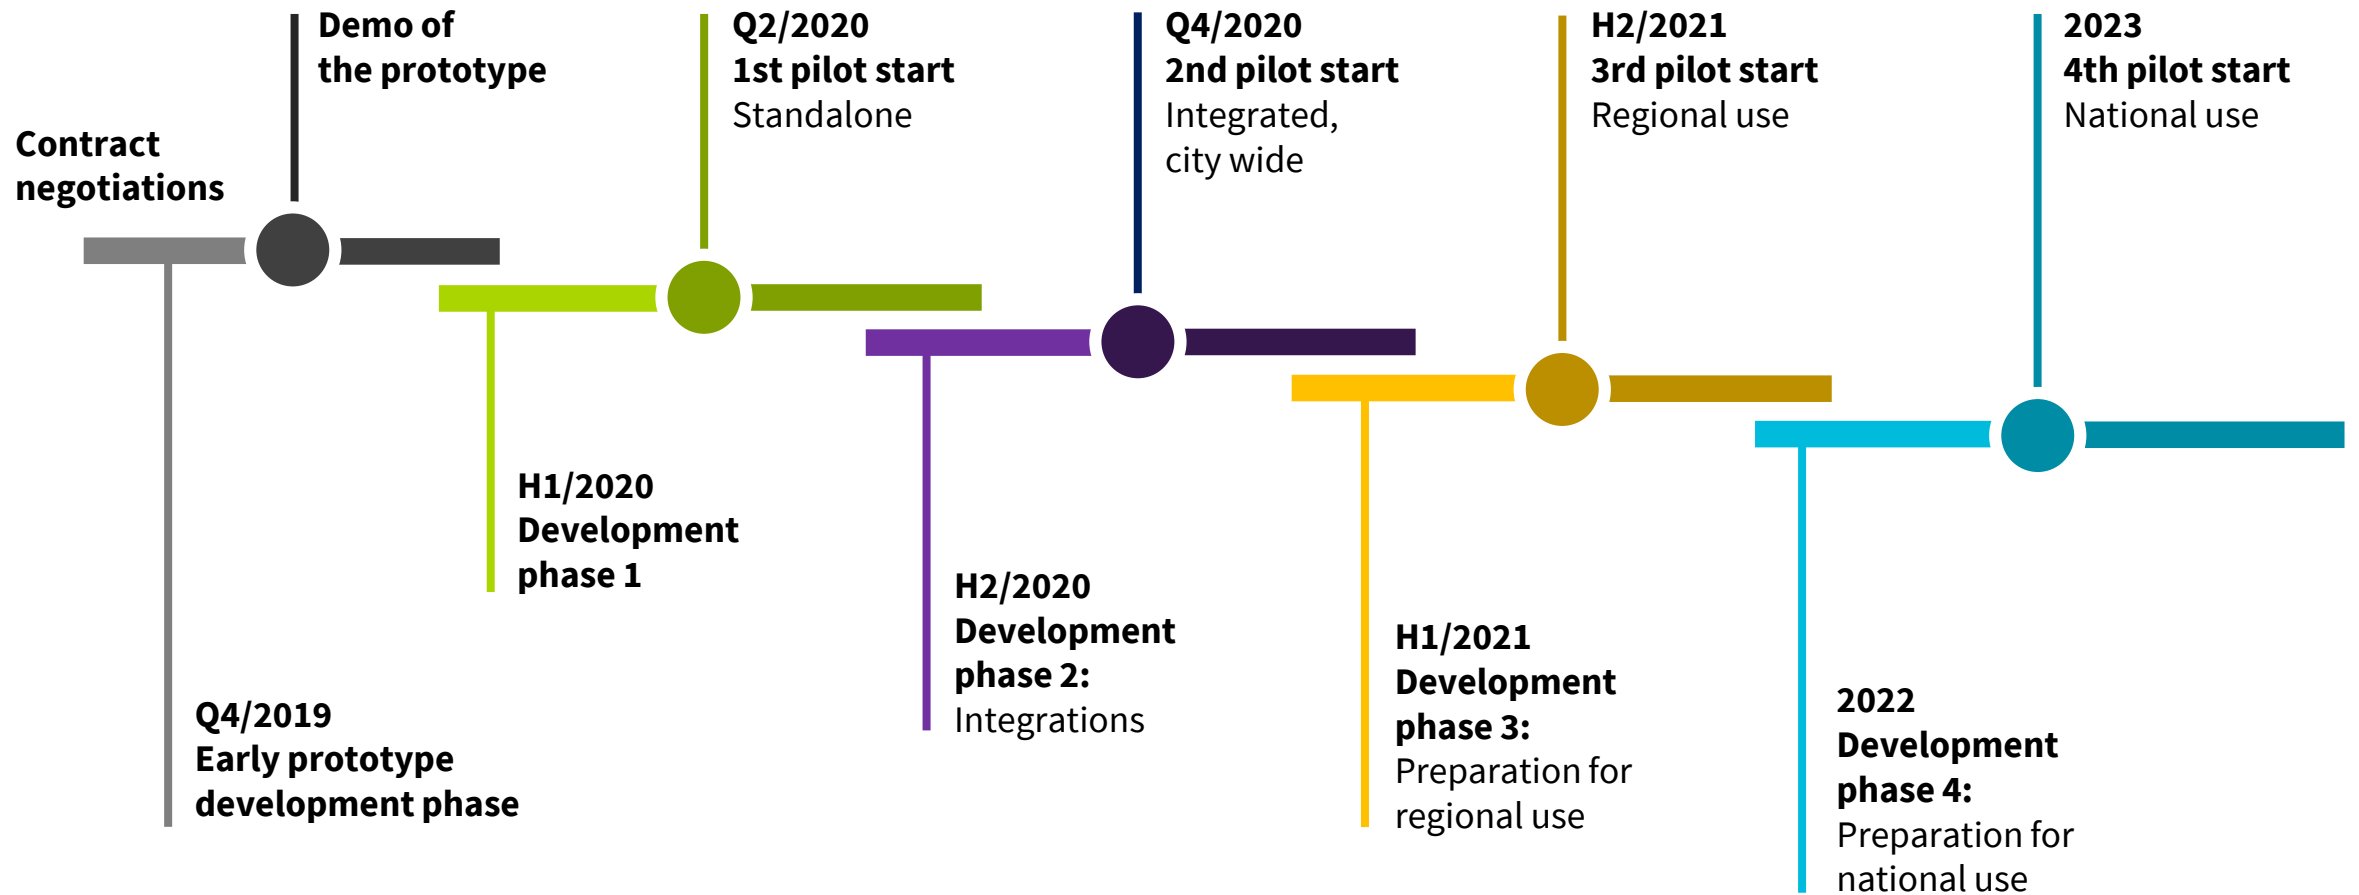 Contract
negotiations
Demo of
the prototype
Q2/2020
1st pilot start
Standalone
Q4/2020
2nd pilot start
Integrated,
city wide
H2/2021
3rd pilot start
Regional use
2023
4th pilot start
National use
Q4/2019
Early prototype
development phase
H1/2020
Development
phase 1
H2/2020
Development
phase 2:
Integrations
H1/2021
Development
phase 3:
Preparation for
regional use
2022
Development
phase 4:
Preparation for
national use